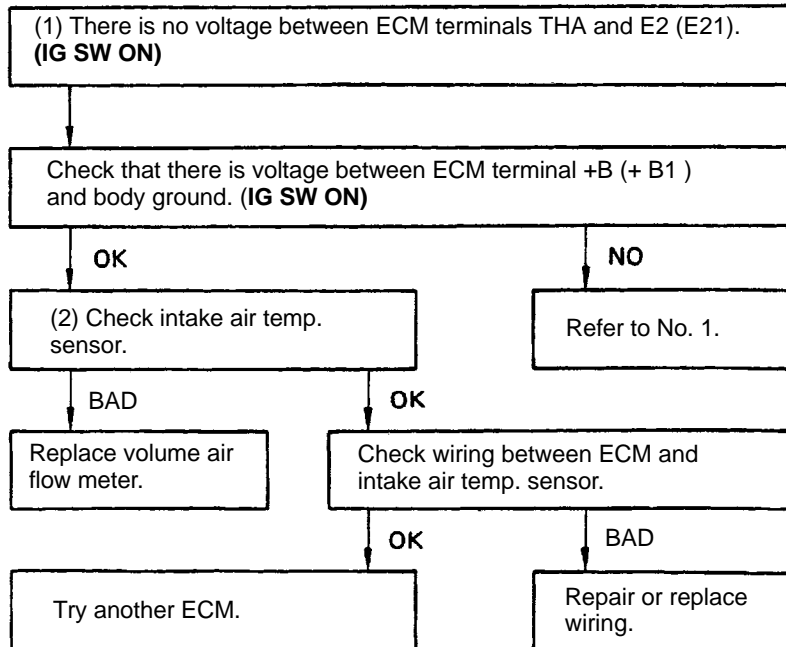 (1) There is no voltage between ECM terminals THA and E2 (E21).
(IG SW ON)
Check that there is voltage between ECM terminal +B (+ B1 )
and body ground. (IG SW ON)
OK
NO
(2) Check intake air temp.
sensor.
Refer to No. 1.
BAD
OK
Replace volume air
flow meter.
Check wiring between ECM and
intake air temp. sensor.
OK
BAD
Try another ECM.
Repair or replace
wiring.